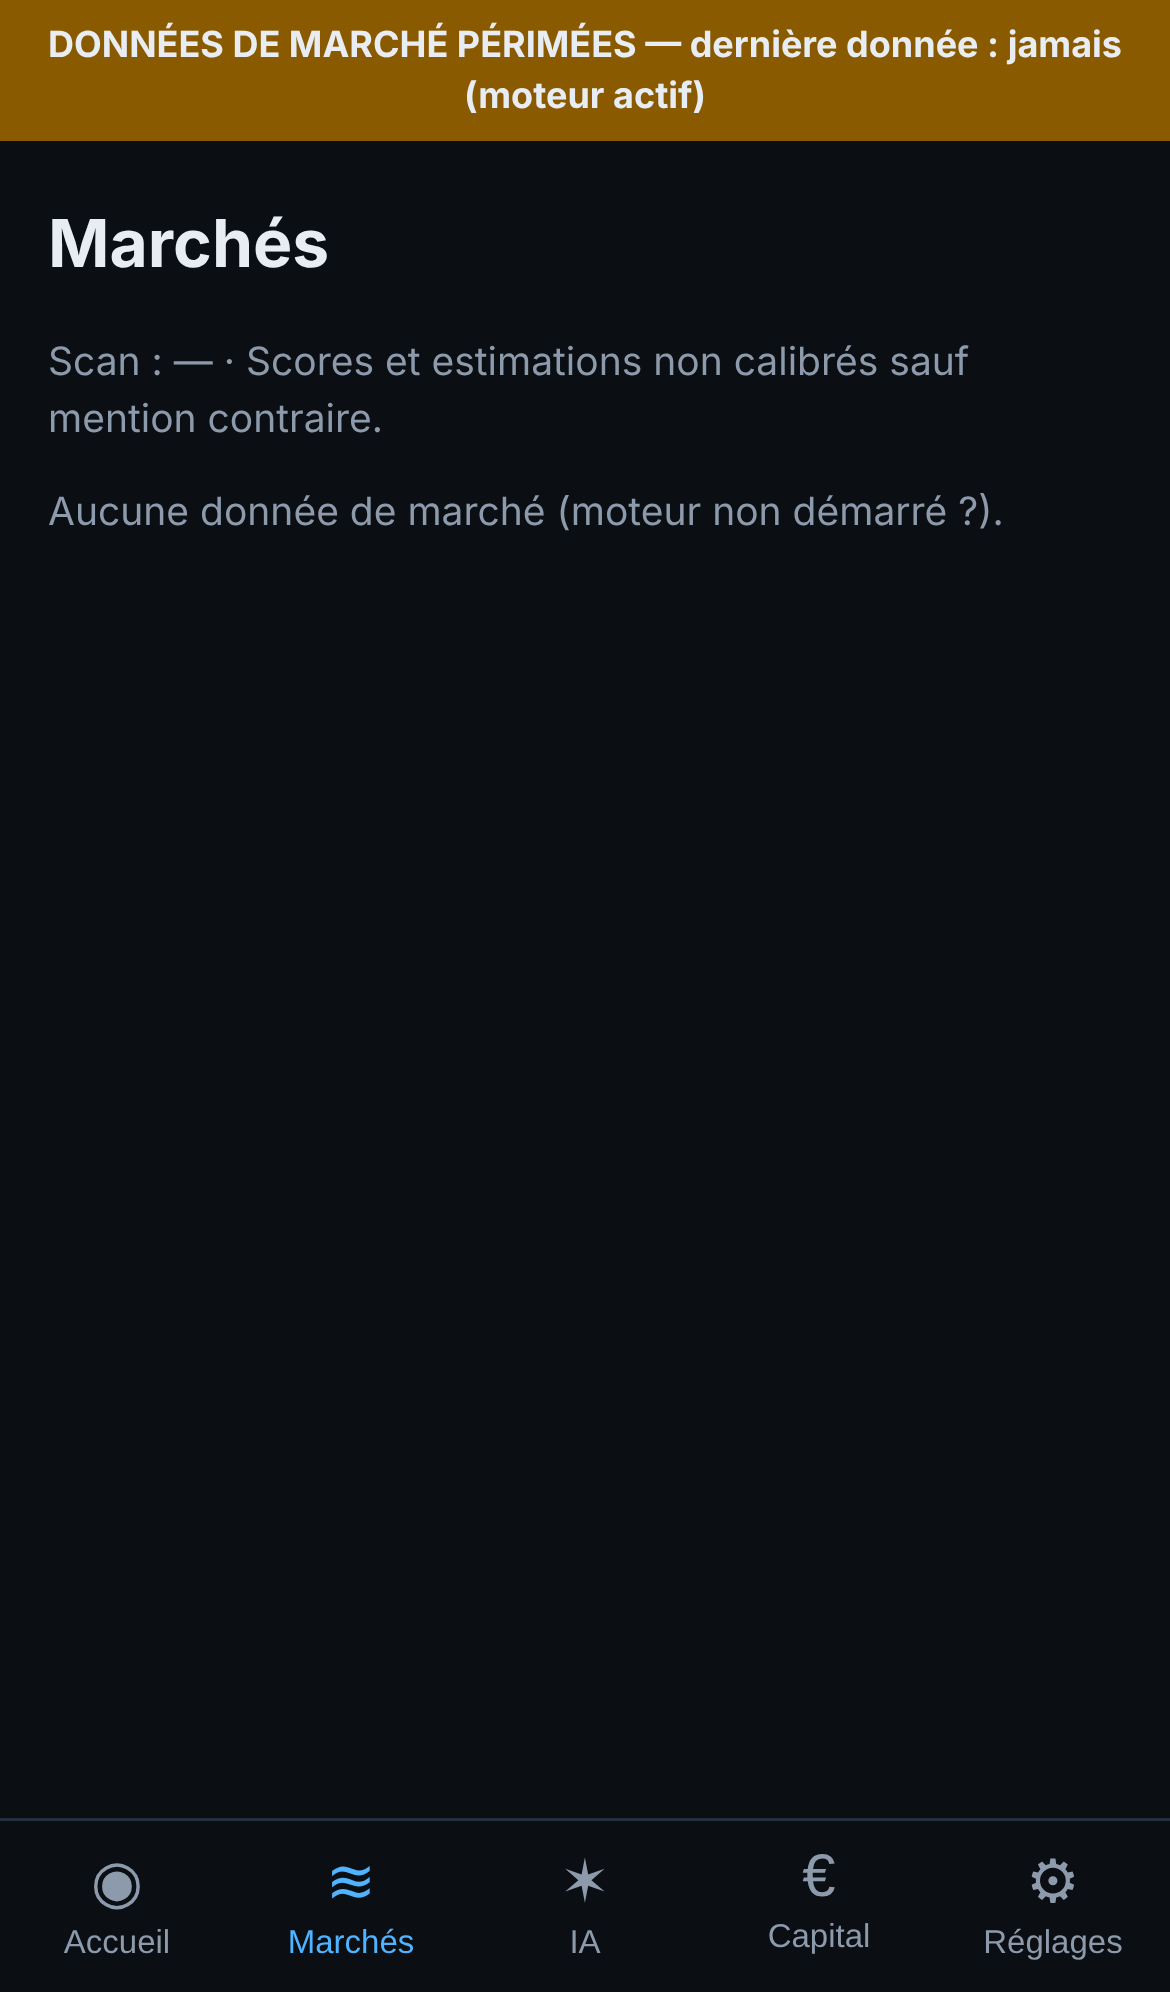 DONNÉES DE MARCHÉ PÉRIMÉES — dernière donnée : jamais
(moteur actif)
Marchés
Scan : — · Scores et estimations non calibrés sauf
mention contraire.
Aucune donnée de marché (moteur non démarré ?).
Accueil
Marchés
IA
€
Capital
Réglages